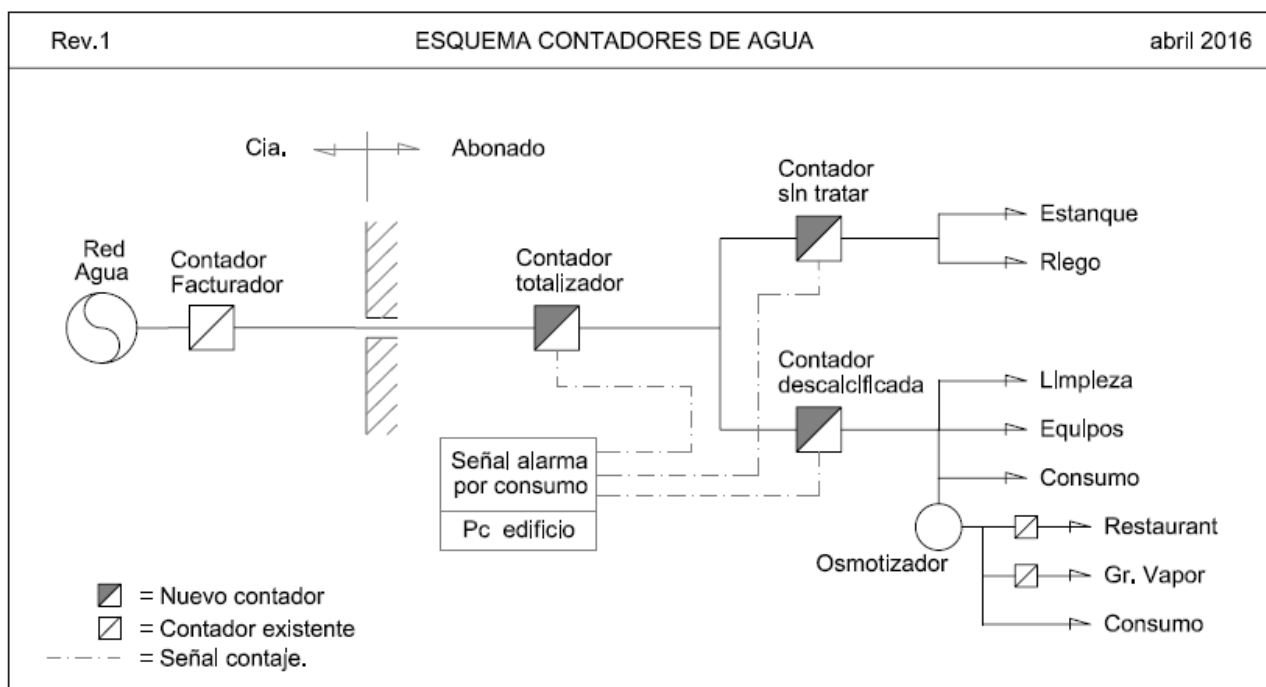 Rev.1
ESQUEMA CONTADORES DE AGUA
abril 2016
Cia.
Abonado
Red
Agua
Contador
Facturador
Contador
totalizador
Contador
sin tratar
Estanque
Riego
Contador
descalcificada
Limpleza
Equipos
Consumo
Señal alarma
por consumo
Pc edificio
Osmotizador
Restaurant
Gr. Vapor
Consumo
= Nuevo contador
= Contador existente
= Señal contaje.